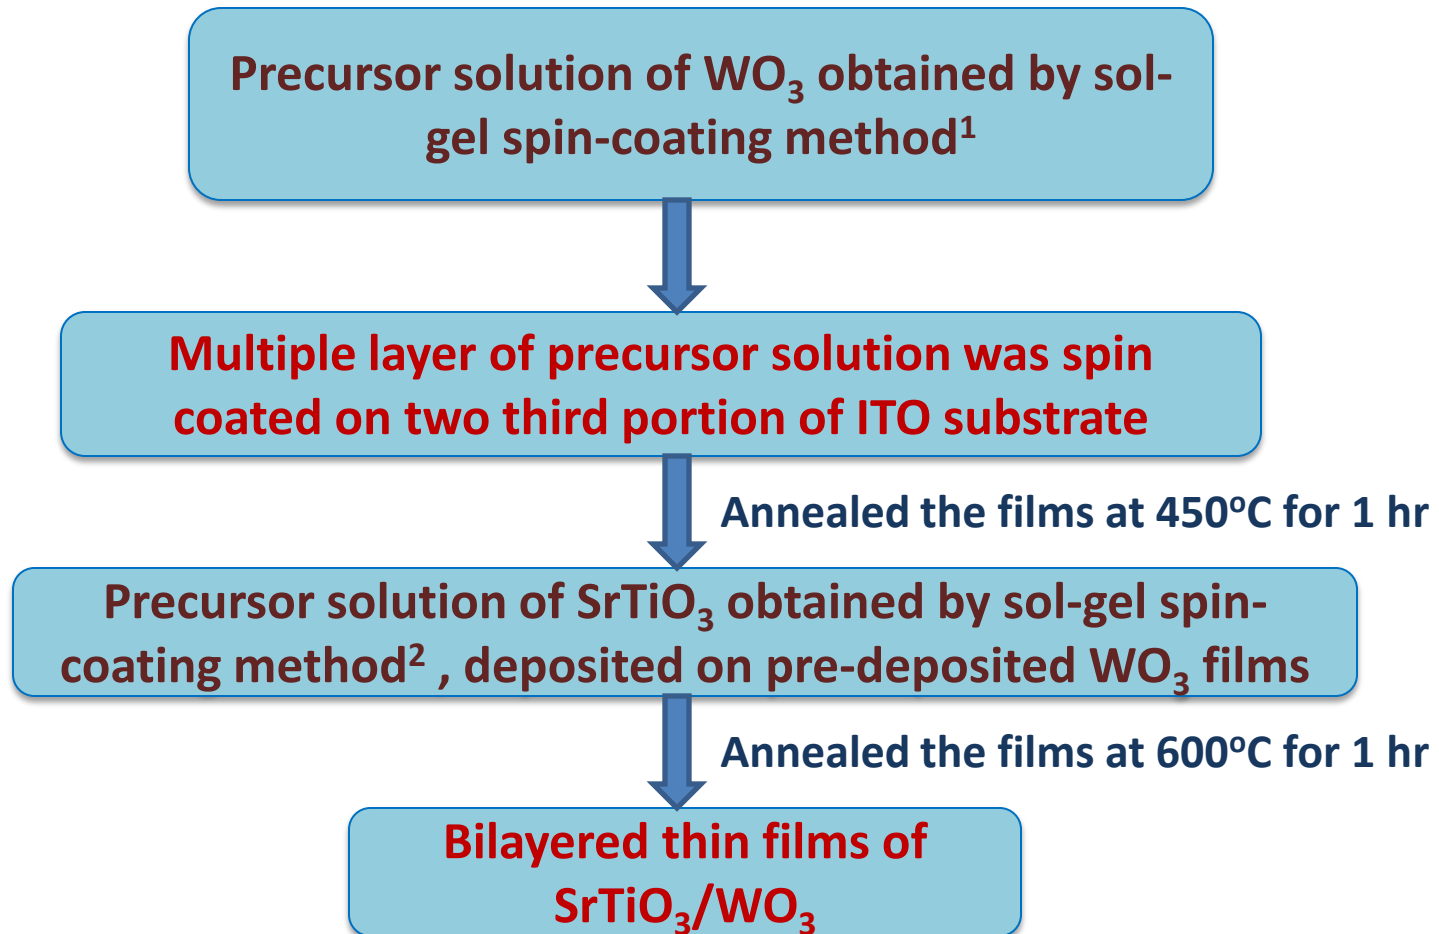 Precursor solution of WO₃ obtained by sol-
gel spin-coating method¹
Multiple layer of precursor solution was spin
coated on two third portion of ITO substrate
Annealed the films at 450ᵒC for 1 hr
Precursor solution of SrTiO₃ obtained by sol-gel spin-
coating method² , deposited on pre-deposited WO₃ films
Annealed the films at 600ᵒC for 1 hr
Bilayered thin films of
SrTiO₃/WO₃